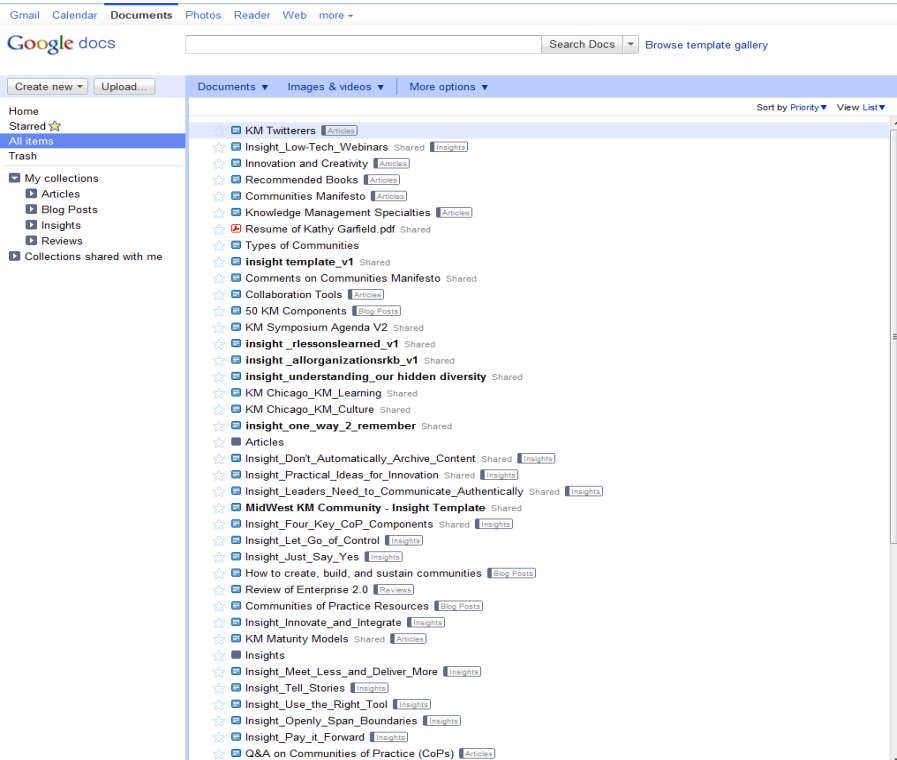 Gmail Calendar Documents Photos Reader Web more
Google docs
Search Docs
Browse template gallery
Create new Upload...
Documents Images & videos More options
Sort by Priority View List
Home
Starred
All items
Trash
My collections
Articles
Blog Posts
Insights
Reviews
Collections shared with me
KM Twitterers Articles
Insight_Low-Tech_Webinars Shared Insights
Innovation and Creativity Articles
Recommended Books Articles
Communities Manifesto Articles
Knowledge Management Specialties Articles
Resume of Kathy Garfield.pdf Shared
Types of Communities
insight template_v1 Shared
Comments on Communities Manifesto Shared
Collaboration Tools Articles
50 KM Components Blog Posts
KM Symposium Agenda V2 Shared
insight _rlessonslearned_v1 Shared
insight _allorganizationsrkb_v1 Shared
insight_understanding_our hidden diversity Shared
KM Chicago_KM_Learning Shared
KM Chicago_KM_Culture Shared
insight_one_way_2_remember Shared
Articles
Insight_Don't_Automatically_Archive_Content Shared Insights
Insight_Practical_Ideas_for_Innovation Shared Insights
Insight_Leaders_Need_to_Communicate_Authentically Shared Insights
MidWest KM Community - Insight Template Shared
Insight_Four_Key_CoP_Components Shared Insights
Insight_Let_Go_of_Control Insights
Insight_Just_Say_Yes Insights
How to create, build, and sustain communities Blog Posts
Review of Enterprise 2.0 Reviews
Communities of Practice Resources Blog Posts
Insight_Innovate_and_Integrate Insights
KM Maturity Models Shared Articles
Insights
Insight_Meet_Less_and_Deliver_More Insights
Insight_Tell_Stories Insights
Insight_Use_the_Right_Tool Insights
Insight_Openly_Span_Boundaries Insights
Insight_Pay_it_Forward Insights
Q&A on Communities of Practice (CoPs) Articles